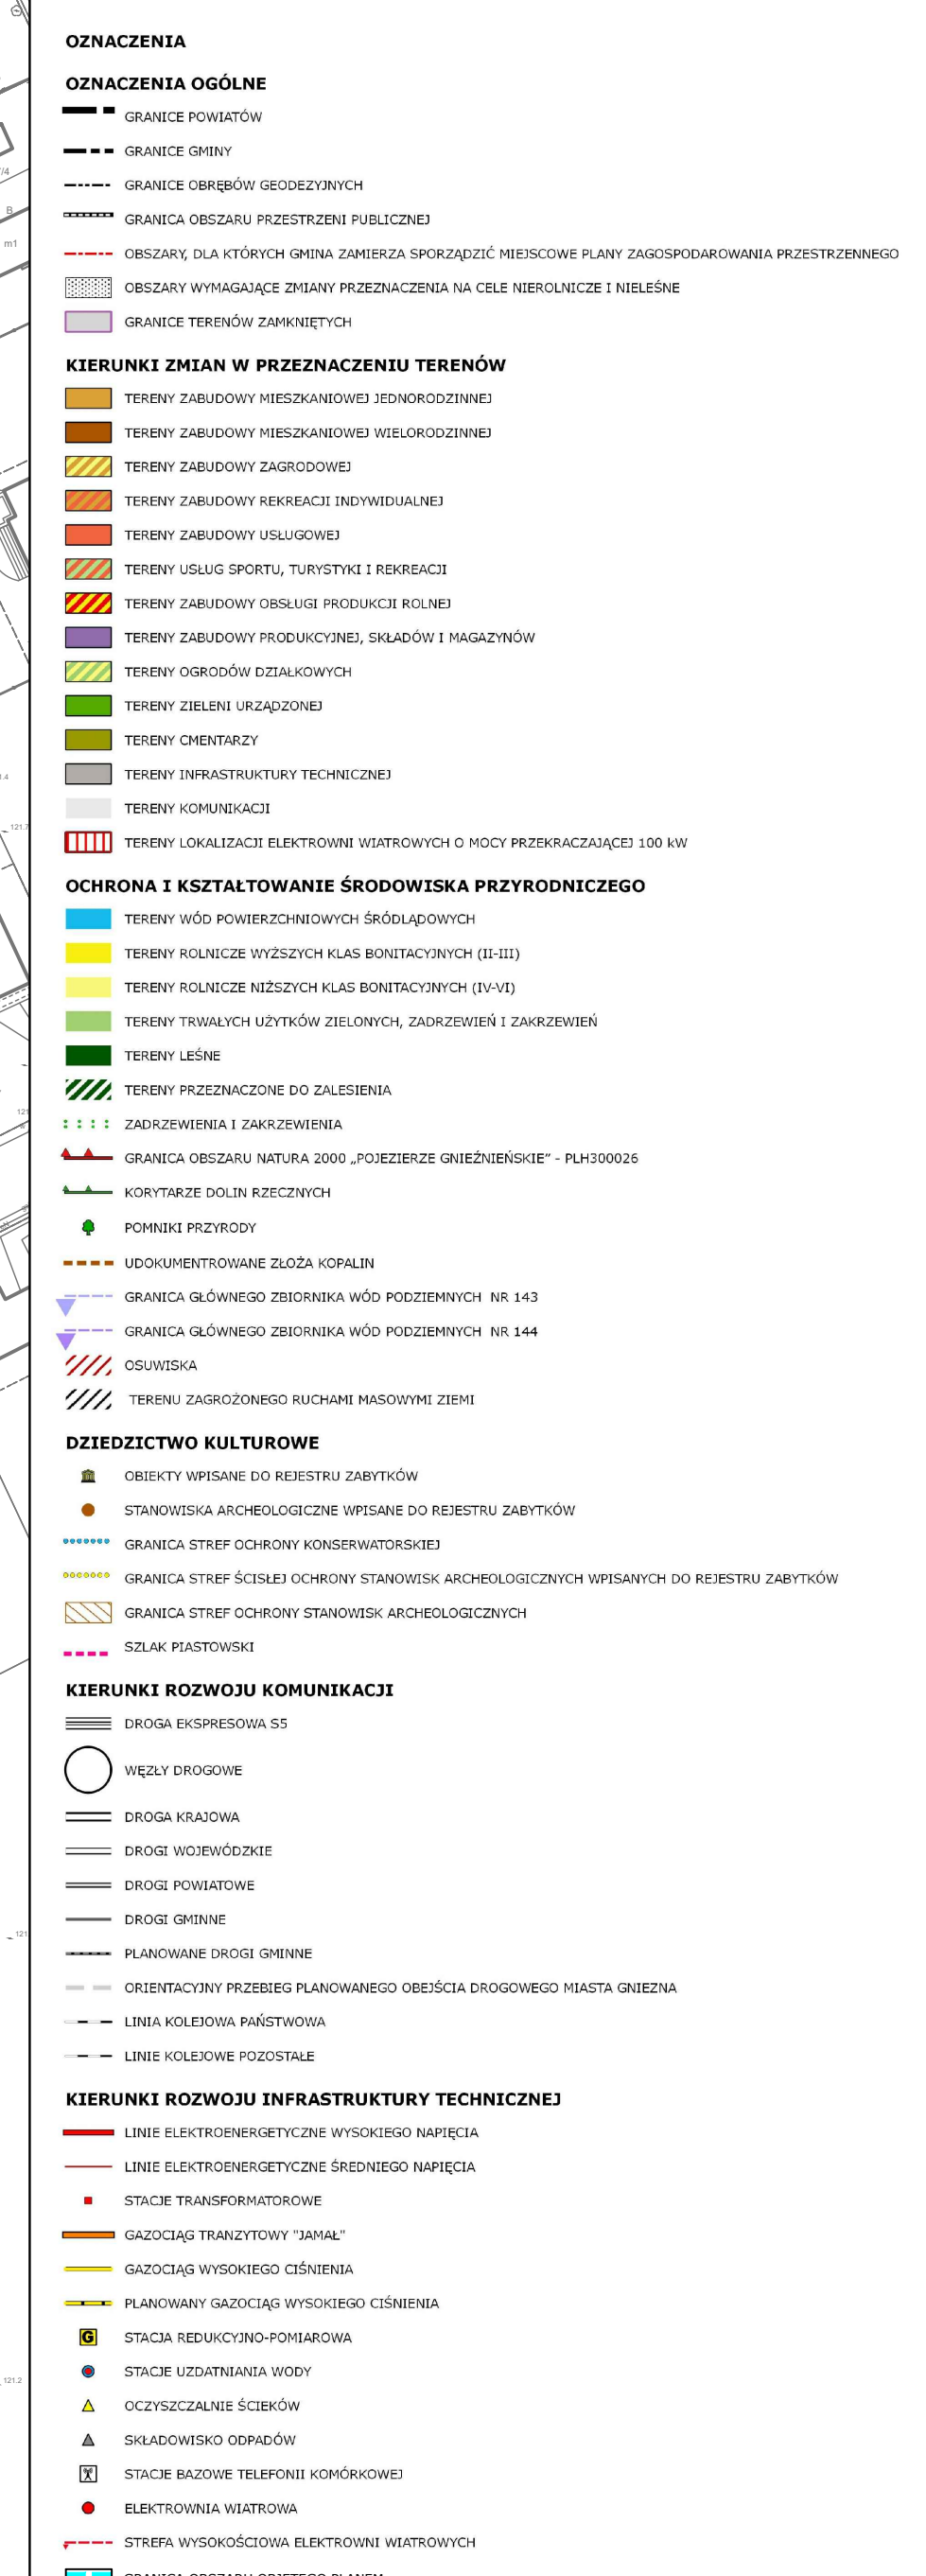 OZNACZENIA
OZNACZENIA OGÓLNE
GRANICE POWIATÓW
GRANICE GMINY
GRANICE OBRĘBÓW GEODEZYJNYCH
GRANICA OBSZARU PRZESTRZENI PUBLICZNEJ
OBSZARY, DLA KTÓRYCH GMINA ZAMIERZA SPORZĄDZIĆ MIEJSCOWE PLANY ZAGOSPODAROWANIA PRZESTRZENNEGO
OBSZARY WYMAGAJĄCE ZMIANY PRZEZNACZENIA NA CELE NIEROLNICZE I NIELEŚNE
GRANICE TERENÓW ZAMKNIĘTYCH
KIERUNKI ZMIAN W PRZEZNACZENIU TERENÓW
TERENY ZABUDOWY MIESZKANIOWEJ JEDNORODZINNEJ
TERENY ZABUDOWY MIESZKANIOWEJ WIELORODZINNEJ
TERENY ZABUDOWY ZAGRODOWEJ
TERENY ZABUDOWY REKREACJI INDYWIDUALNEJ
TERENY ZABUDOWY USŁUGOWEJ
TERENY USŁUG SPORTU, TURYSTYKI I REKREACJI
TERENY ZABUDOWY OBSŁUGI PRODUKCJI ROLNEJ
TERENY ZABUDOWY PRODUKCYJNEJ, SKŁADÓW I MAGAZYNÓW
TERENY OGRODÓW DZIAŁKOWYCH
TERENY ZIELENI URZĄDZONEJ
TERENY CMENTARZY
TERENY INFRASTRUKTURY TECHNICZNEJ
TERENY KOMUNIKACJI
TERENY LOKALIZACJI ELEKTROWNI WIATROWYCH O MOCY PRZEKRACZAJĄCEJ 100 kW
OCHRONA I KSZTAŁTOWANIE ŚRODOWISKA PRZYRODNICZEGO
TERENY WÓD POWIERZCHNIOWYCH ŚRÓDLĄDOWYCH
TERENY ROLNICZE WYŻSZYCH KLAS BONITACYJNYCH (II-III)
TERENY ROLNICZE NIŻSZYCH KLAS BONITACYJNYCH (IV-VI)
TERENY TRWAŁYCH UŻYTKÓW ZIELONYCH, ZADRZEWIEŃ I ZAKRZEWIEŃ
TERENY LEŚNE
TERENY PRZEZNACZONE DO ZALESIENIA
ZADRZEWIENIA I ZAKRZEWIENIA
GRANICA OBSZARU NATURA 2000 „POJEZIERZE GNIEŹNIEŃSKIE” - PLH300026
KORYTARZE DOLIN RZECZNYCH
POMNIKI PRZYRODY
UDOKUMENTROWANE ZŁOŻA KOPALIN
GRANICA GŁÓWNEGO ZBIORNIKA WÓD PODZIEMNYCH NR 143
GRANICA GŁÓWNEGO ZBIORNIKA WÓD PODZIEMNYCH NR 144
OSUWISKA
TERENU ZAGROŻONEGO RUCHAMI MASOWYMI ZIEMI
DZIEDZICTWO KULTUROWE
OBIEKTY WPISANE DO REJESTRU ZABYTKÓW
STANOWISKA ARCHEOLOGICZNE WPISANE DO REJESTRU ZABYTKÓW
GRANICA STREF OCHRONY KONSERWATORSKIEJ
GRANICA STREF ŚCISŁEJ OCHRONY STANOWISK ARCHEOLOGICZNYCH WPISANYCH DO REJESTRU ZABYTKÓW
GRANICA STREF OCHRONY STANOWISK ARCHEOLOGICZNYCH
SZLAK PIASTOWSKI
KIERUNKI ROZWOJU KOMUNIKACJI
DROGA EKSPRESOWA S5
WĘZŁY DROGOWE
DROGA KRAJOWA
DROGI WOJEWÓDZKIE
DROGI POWIATOWE
DROGI GMINNE
PLANOWANE DROGI GMINNE
ORIENTACYJNY PRZEBIEG PLANOWANEGO OBEJŚCIA DROGOWEGO MIASTA GNIEZNA
LINIA KOLEJOWA PAŃSTWOWA
LINIE KOLEJOWE POZOSTAŁE
KIERUNKI ROZWOJU INFRASTRUKTURY TECHNICZNEJ
LINIE ELEKTROENERGETYCZNE WYSOKIEGO NAPIĘCIA
LINIE ELEKTROENERGETYCZNE ŚREDNIEGO NAPIĘCIA
STACJE TRANSFORMATOROWE
GAZOCIĄG TRANZYTOWY "JAMAŁ"
GAZOCIĄG WYSOKIEGO CIŚNIENIA
PLANOWANY GAZOCIĄG WYSOKIEGO CIŚNIENIA
G STACJA REDUKCYJNO-POMIAROWA
STACJE UZDATNIANIA WODY
OCZYSZCZALNIE ŚCIEKÓW
SKŁADOWISKO ODPADÓW
STACJE BAZOWE TELEFONII KOMÓRKOWEJ
ELEKTROWNIA WIATROWA
STREFA WYSOKOŚCIOWA ELEKTROWNI WIATROWYCH
/4
B
m1
121.7
121
121
121.2